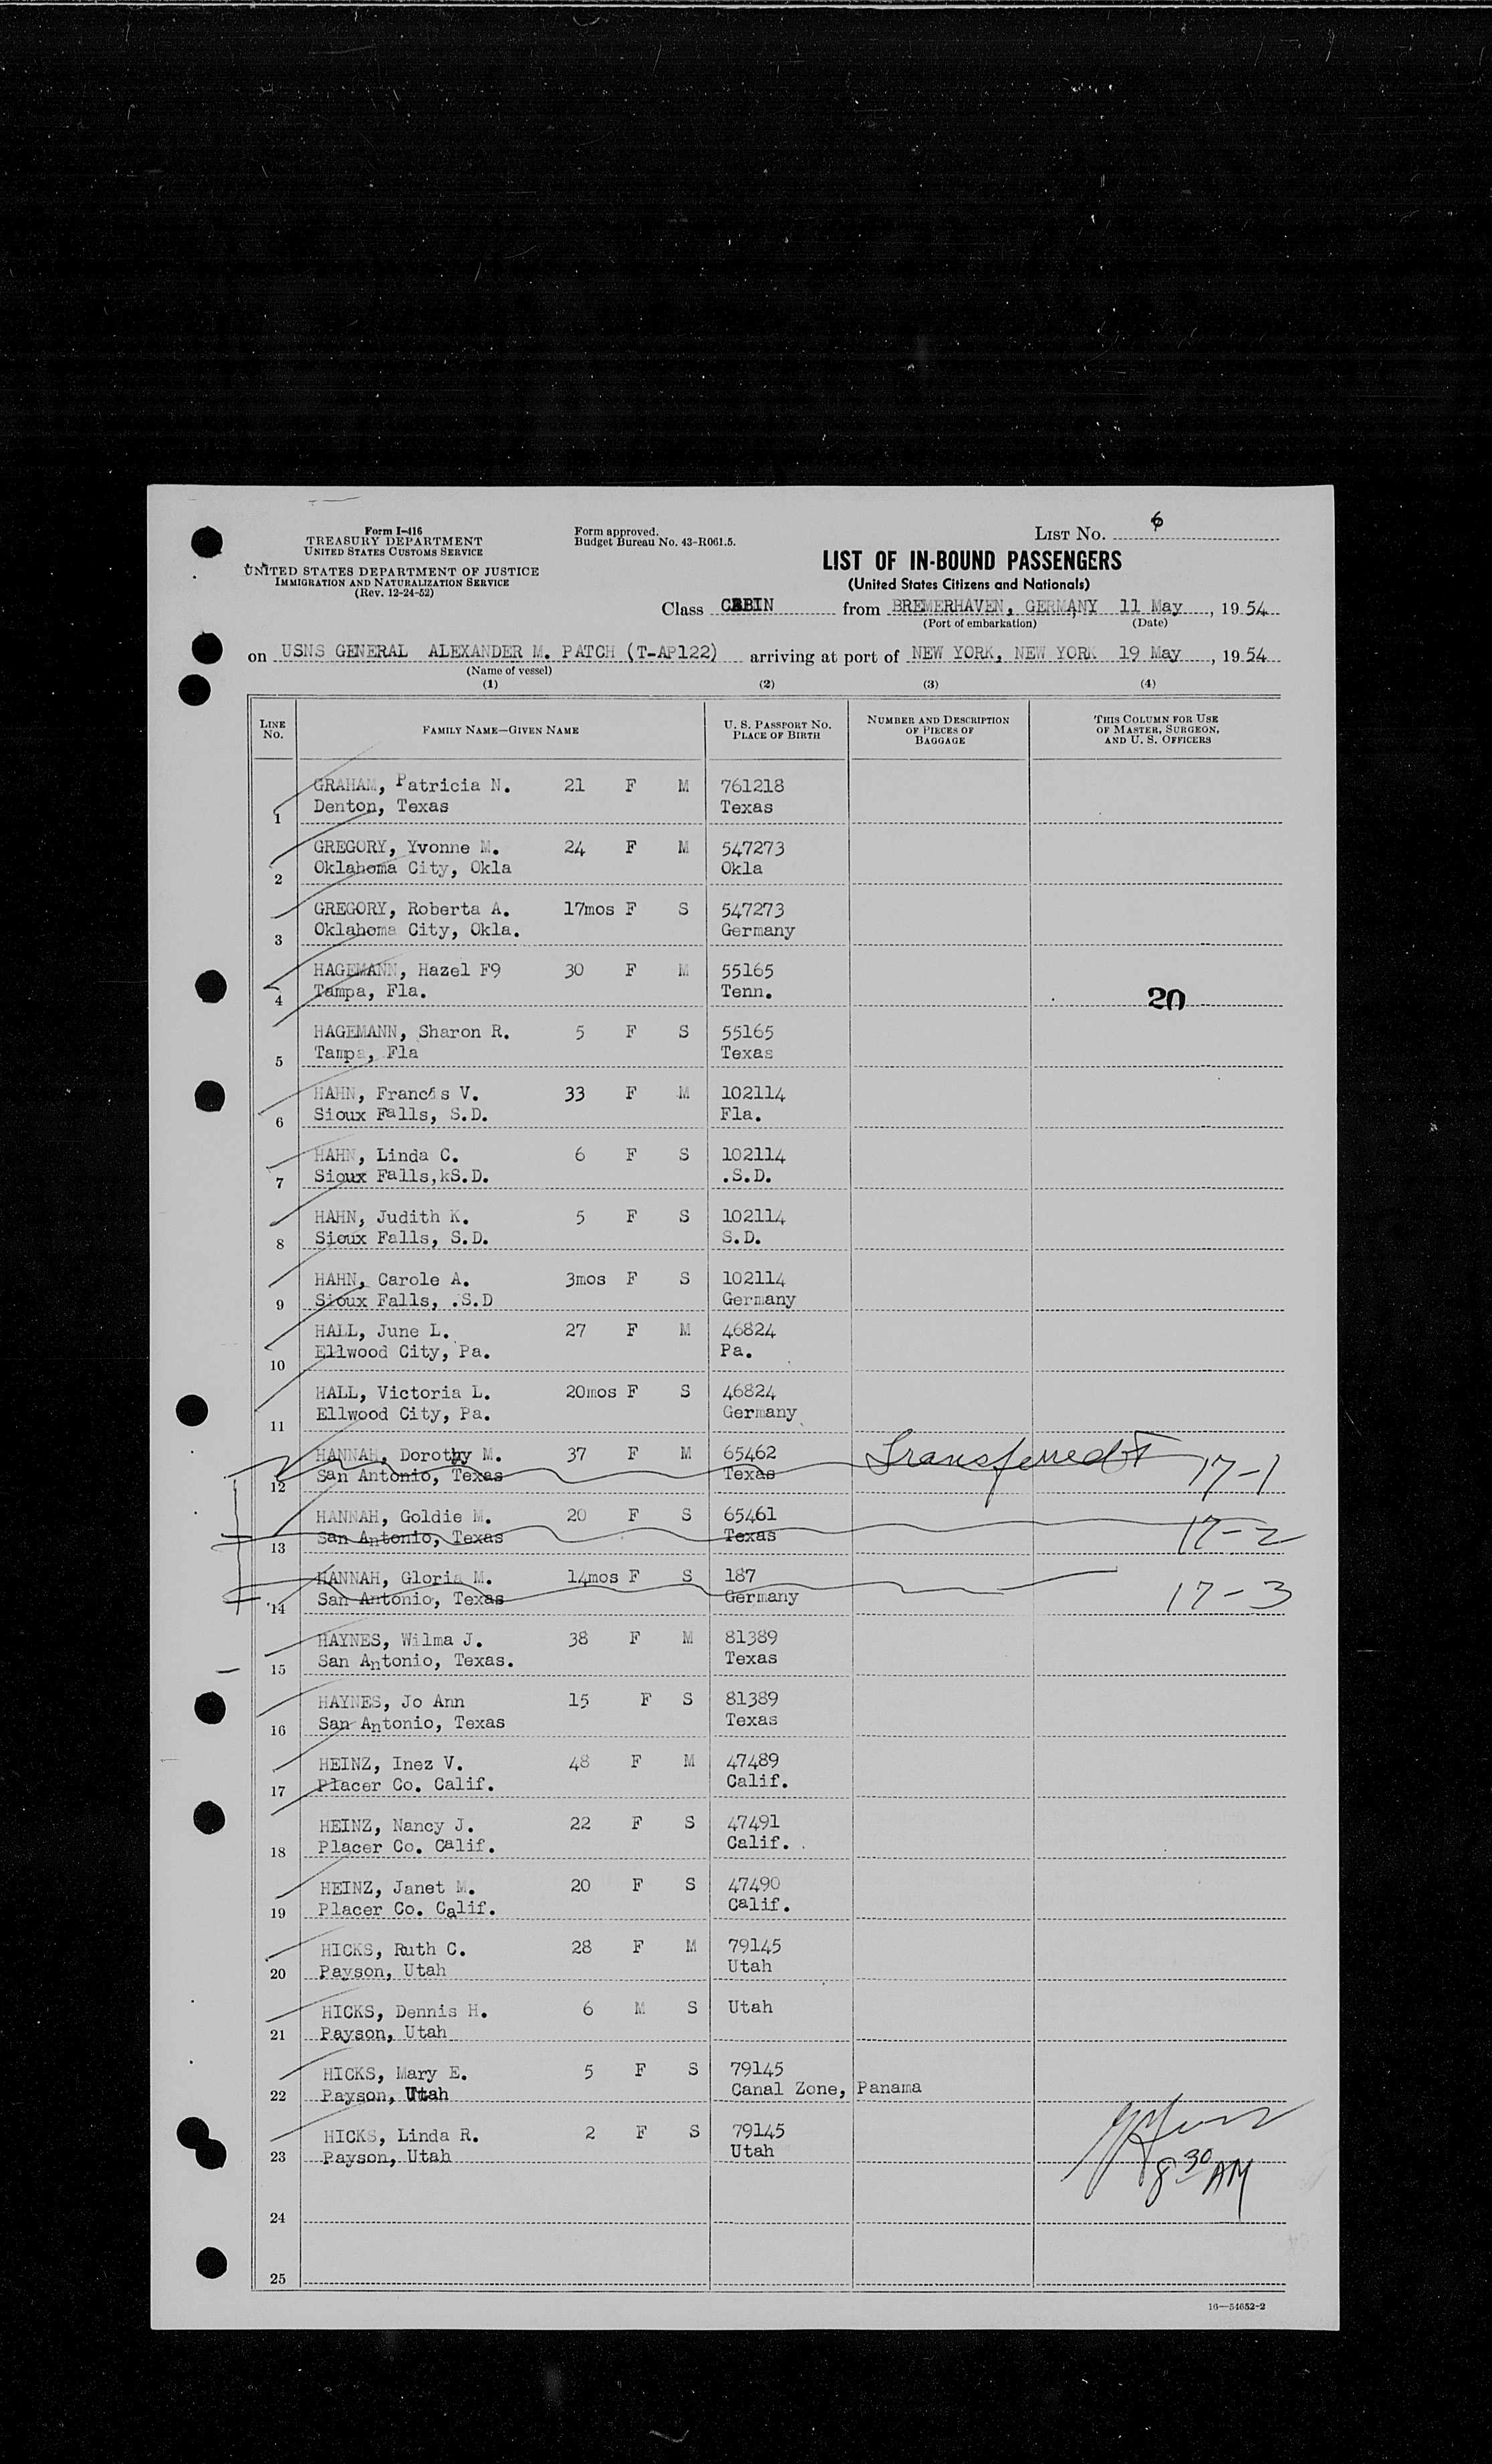 Form I-416
TREASURY DEPARTMENT
UNITED STATES CUSTOMS SERVICE
UNITED STATES DEPARTMENT OF JUSTICE
IMMIGRATION AND NATURALIZATION SERVICE
(Rev. 12-24-52)
Form approved.
Budget Bureau No. 43-R061.5.
LIST NO. 6
LIST OF IN-BOUND PASSENGERS
(United States Citizens and Nationals)
Class CABIN from BREMERHAVEN, GERMANY 11 May, 1954
(Port of embarkation) (Date)
on USNS GENERAL ALEXANDER M. PATCH (T-AP122) arriving at port of NEW YORK, NEW YORK 19 May, 1954
(Name of vessel)
(1) (2) (3) (4)
LINE NO. FAMILY NAME—GIVEN NAME U. S. PASSPORT NO. PLACE OF BIRTH NUMBER AND DESCRIPTION OF PIECES OF BAGGAGE THIS COLUMN FOR USE OF MASTER, SURGEON, AND U. S. OFFICERS
GRAHAM, Patricia N. 21 F M 761218
1 Denton, Texas Texas
GREGORY, Yvonne M. 24 F M 547273
2 Oklahoma City, Okla Okla
GREGORY, Roberta A. 17mos F S 547273
3 Oklahoma City, Okla. Germany
HAGEMANN, Hazel F9 30 F M 55165
4 Tampa, Fla. Tenn. 20
HAGEMANN, Sharon R. 5 F S 55165
5 Tampa, Fla Texas
HAHN, Frances V. 33 F M 102114
6 Sioux Falls, S.D. Fla.
HAHN, Linda C. 6 F S 102114
7 Sioux Falls,kS.D. .S.D.
HAHN, Judith K. 5 F S 102114
8 Sioux Falls, S.D. S.D.
HAHN, Carole A. 3mos F S 102114
9 Sioux Falls, .S.D Germany
HALL, June L. 27 F M 46824
10 Ellwood City, Pa. Pa.
HALL, Victoria L. 20mos F S 46824
11 Ellwood City, Pa. Germany
HANNAH, Dorothy M. 37 F M 65462 Transferred to 17-1
12 San Antonio, Texas Texas
HANNAH, Goldie M. 20 F S 65461
13 San Antonio, Texas Texas 17-2
HANNAH, Gloria M. 14mos F S 187
14 San Antonio, Texas Germany 17-3
HAYNES, Wilma J. 38 F M 81389
15 San Antonio, Texas. Texas
HAYNES, Jo Ann 15 F S 81389
16 San Antonio, Texas Texas
HEINZ, Inez V. 48 F M 47489
17 Placer Co. Calif. Calif.
HEINZ, Nancy J. 22 F S 47491
18 Placer Co. Calif. Calif.
HEINZ, Janet M. 20 F S 47490
19 Placer Co. Calif. Calif.
HICKS, Ruth C. 28 F M 79145
20 Payson, Utah Utah
HICKS, Dennis H. 6 M S Utah
21 Payson, Utah
HICKS, Mary E. 5 F S 79145
22 Payson, Utah Canal Zone, Panama
HICKS, Linda R. 2 F S 79145
23 Payson, Utah Utah
8 30 AM
24
25
16—54652-2